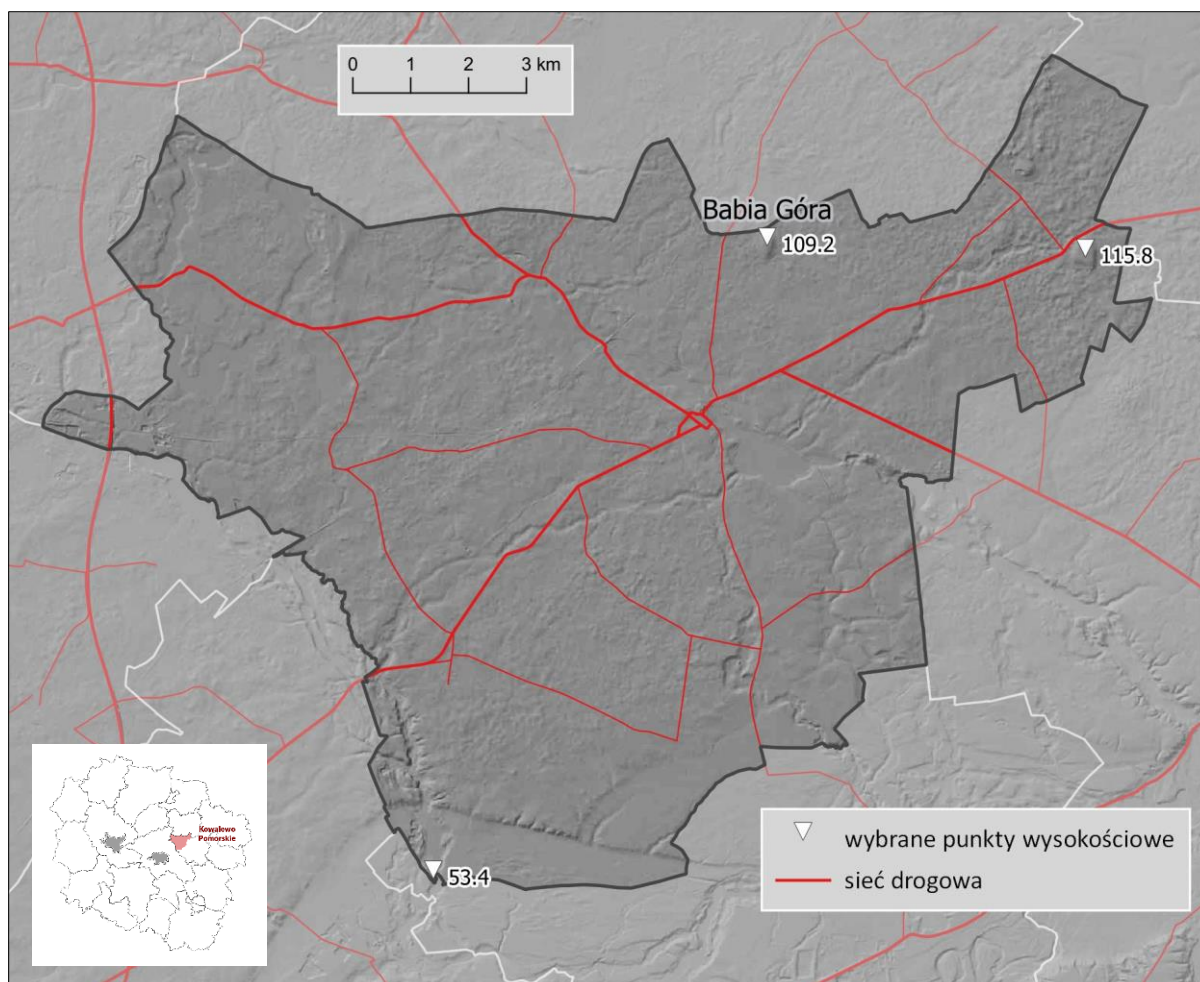 0 1 2 3 km
Babia Góra
109.2
115.8
53.4
Kowalewo
Pomorskie
wybrane punkty wysokościowe
sieć drogowa